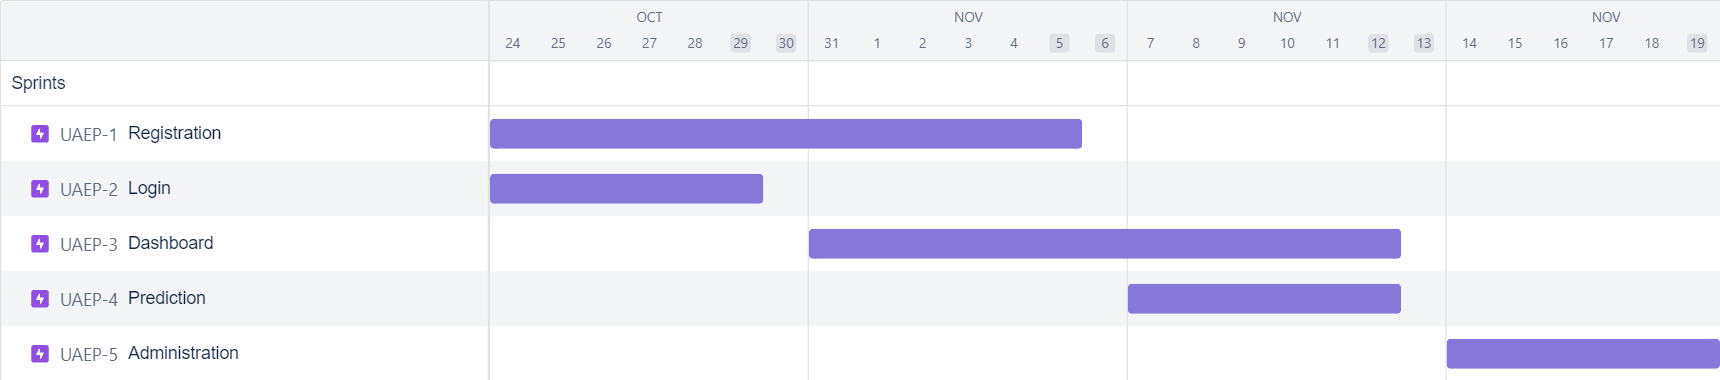 OCT NOV NOV NOV
24 25 26 27 28 29 30 31 1 2 3 4 5 6 7 8 9 10 11 12 13 14 15 16 17 18 19
Sprints
UAEP-1 Registration
UAEP-2 Login
UAEP-3 Dashboard
UAEP-4 Prediction
UAEP-5 Administration